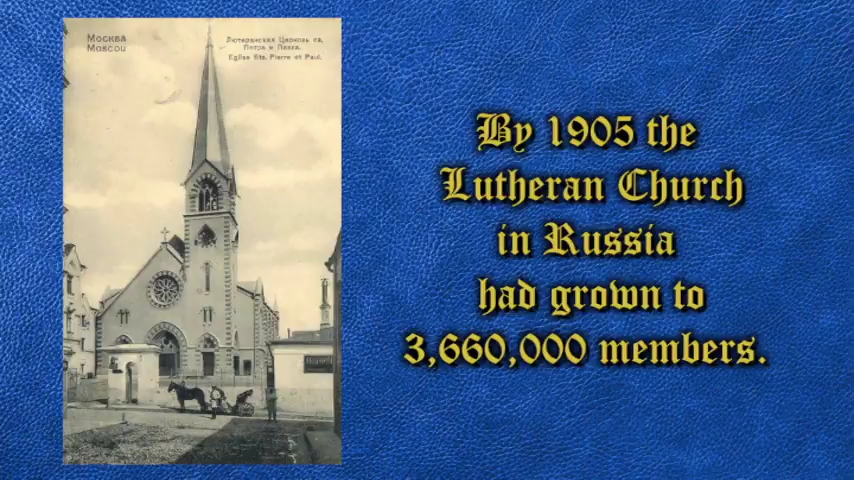 Москва
Moscou
Лютеранская Церковь св.
Петра и Павла.
Eglise Sts. Pierre et Paul.
By 1905 the
Lutheran Church
in Russia
had grown to
3,660,000 members.